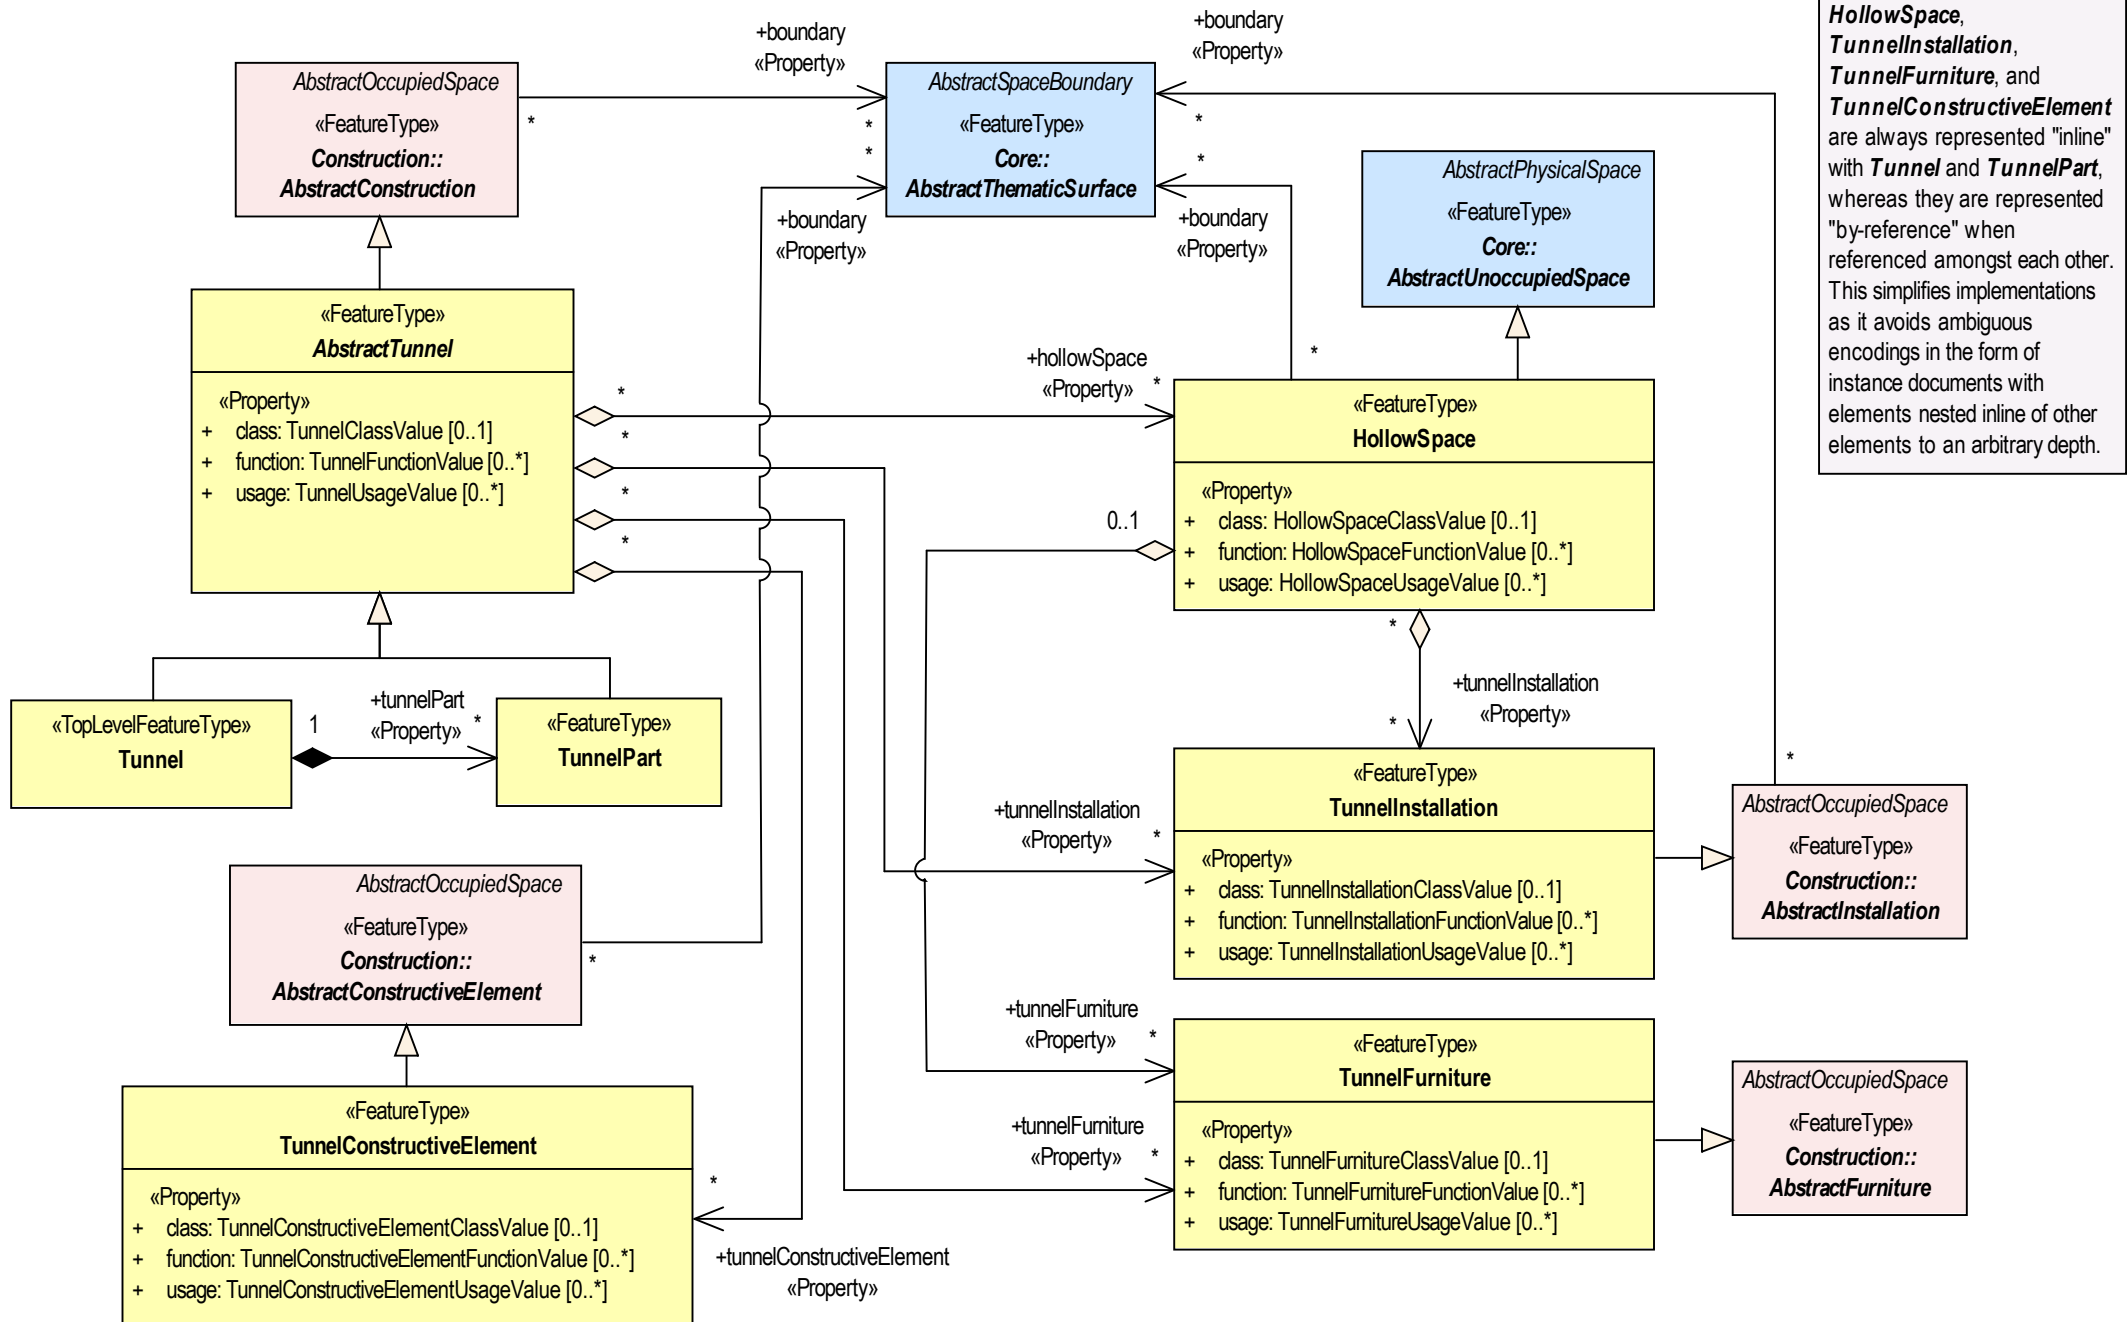 +boundary
«Property»
+boundary
«Property»
HollowSpace,
TunnelInstallation,
TunnelFurniture, and
TunnelConstructiveElement
are always represented "inline"
with Tunnel and TunnelPart,
whereas they are represented
"by-reference" when
referenced amongst each other.
This simplifies implementations
as it avoids ambiguous
encodings in the form of
instance documents with
elements nested inline of other
elements to an arbitrary depth.
AbstractOccupiedSpace
«FeatureType»
Construction::
AbstractConstruction
*
AbstractSpaceBoundary
«FeatureType»
Core::
AbstractThematicSurface
*
*
*
*
+boundary
«Property»
+boundary
«Property»
AbstractPhysicalSpace
«FeatureType»
Core::
AbstractUnoccupiedSpace
«FeatureType»
AbstractTunnel
«Property»
+ class: TunnelClassValue [0..1]
+ function: TunnelFunctionValue [0..*]
+ usage: TunnelUsageValue [0..*]
*
*
*
*
+hollowSpace
«Property»
*
*
«FeatureType»
HollowSpace
«Property»
+ class: HollowSpaceClassValue [0..1]
+ function: HollowSpaceFunctionValue [0..*]
+ usage: HollowSpaceUsageValue [0..*]
0..1
*
+tunnelInstallation
«Property»
*
«TopLevelFeatureType»
Tunnel
1
+tunnelPart
«Property»
*
«FeatureType»
TunnelPart
+tunnelInstallation
«Property»
*
«FeatureType»
TunnelInstallation
«Property»
+ class: TunnelInstallationClassValue [0..1]
+ function: TunnelInstallationFunctionValue [0..*]
+ usage: TunnelInstallationUsageValue [0..*]
*
AbstractOccupiedSpace
«FeatureType»
Construction::
AbstractInstallation
AbstractOccupiedSpace
«FeatureType»
Construction::
AbstractConstructiveElement
*
+tunnelFurniture
«Property»
*
+tunnelFurniture
«Property»
*
«FeatureType»
TunnelFurniture
«Property»
+ class: TunnelFurnitureClassValue [0..1]
+ function: TunnelFurnitureFunctionValue [0..*]
+ usage: TunnelFurnitureUsageValue [0..*]
AbstractOccupiedSpace
«FeatureType»
Construction::
AbstractFurniture
«FeatureType»
TunnelConstructiveElement
«Property»
+ class: TunnelConstructiveElementClassValue [0..1]
+ function: TunnelConstructiveElementFunctionValue [0..*]
+ usage: TunnelConstructiveElementUsageValue [0..*]
*
+tunnelConstructiveElement
«Property»